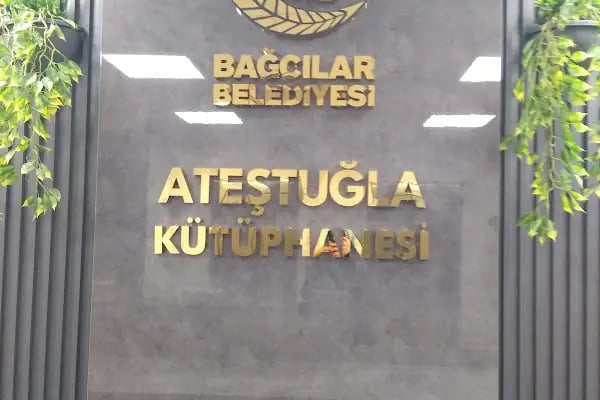 BAĞCILAR
BELEDİYESİ
ATEŞTUĞLA
KÜTÜPHANESİ